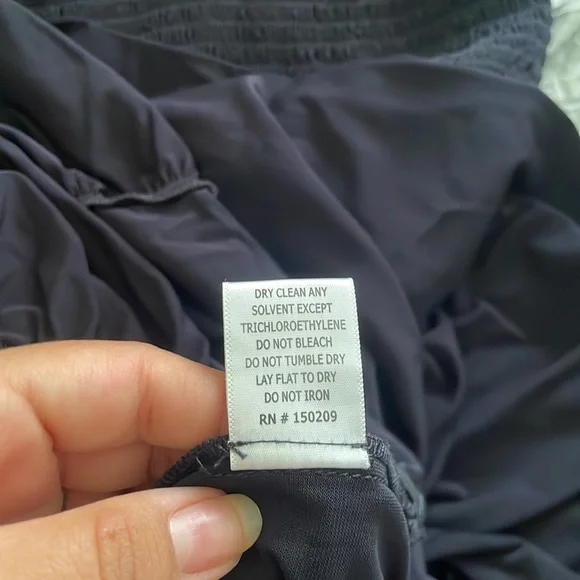 DRY CLEAN ANY
SOLVENT EXCEPT
TRICHLOROETHYLENE
DO NOT BLEACH
DO NOT TUMBLE DRY
LAY FLAT TO DRY
DO NOT IRON
RN # 150209